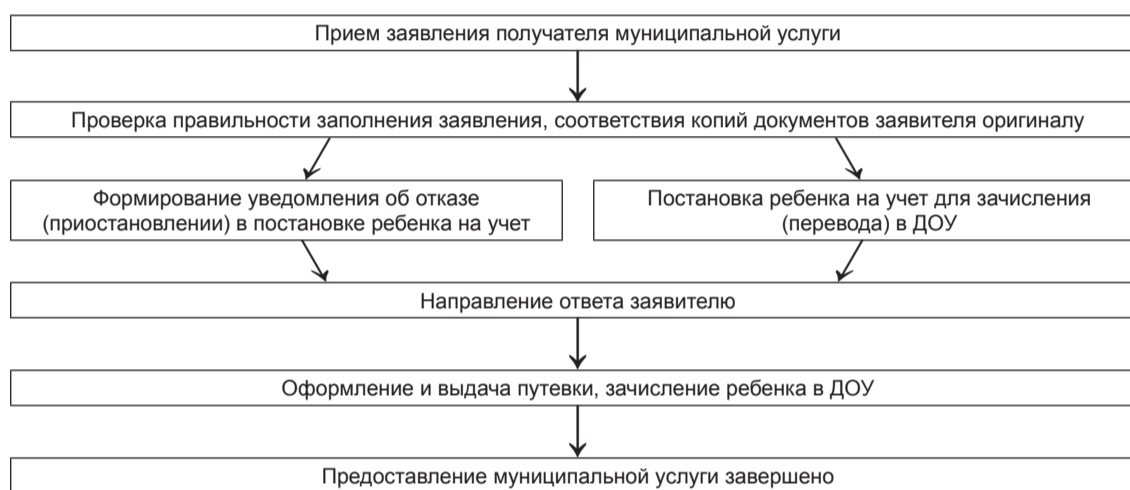 Прием заявления получателя муниципальной услуги
Проверка правильности заполнения заявления, соответствия копий документов заявителя оригиналу
Формирование уведомления об отказе
(приостановлении) в постановке ребенка на учет
Постановка ребенка на учет для зачисления
(перевода) в ДОУ
Направление ответа заявителю
Оформление и выдача путевки, зачисление ребенка в ДОУ
Предоставление муниципальной услуги завершено